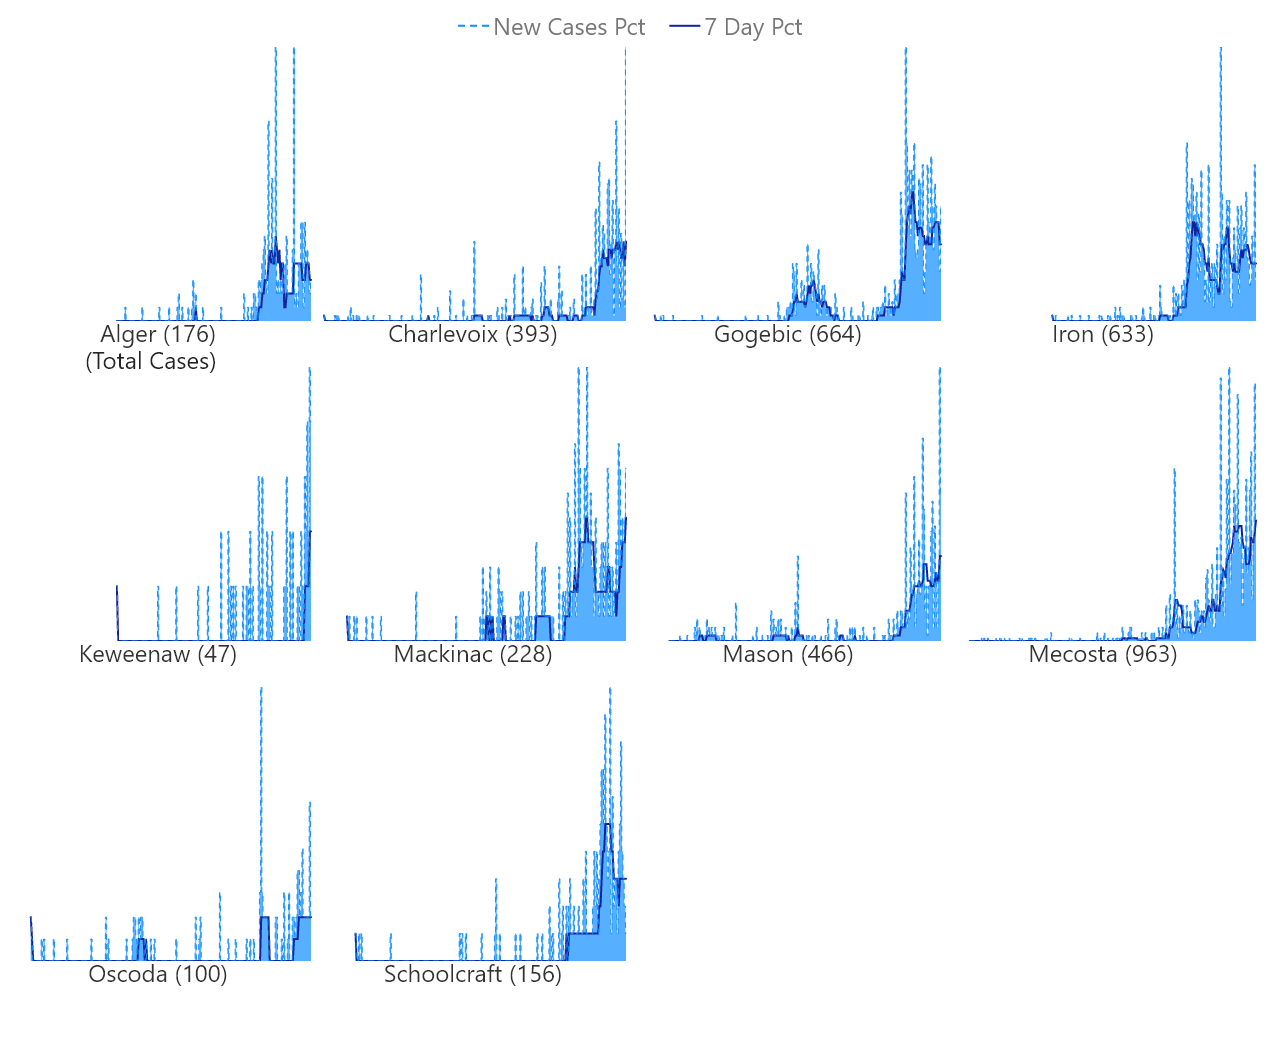 New Cases Pct 7 Day Pct
Alger (176)
(Total Cases)
Charlevoix (393)
Gogebic (664)
Iron (633)
Keweenaw (47)
Mackinac (228)
Mason (466)
Mecosta (963)
Oscoda (100)
Schoolcraft (156)